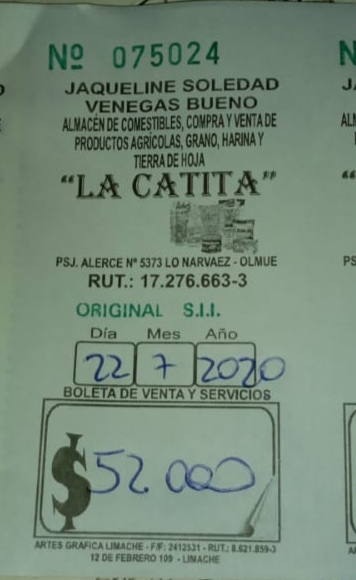 Nº 075024
JAQUELINE SOLEDAD
VENEGAS BUENO
ALMACÉN DE COMESTIBLES, COMPRA Y VENTA DE
PRODUCTOS AGRÍCOLAS, GRANO, HARINA Y
TIERRA DE HOJA
"LA CATITA"
PSJ. ALERCE Nº 5373 LO NARVAEZ - OLMUE
RUT.: 17.276.663-3
ORIGINAL S.I.I.
Día Mes Año
22 7 2020
BOLETA DE VENTA Y SERVICIOS
$ 52000
ARTES GRAFICA LIMACHE - F/F: 2412531 - RUT.: 8.621.859-3
12 DE FEBRERO 109 - LIMACHE